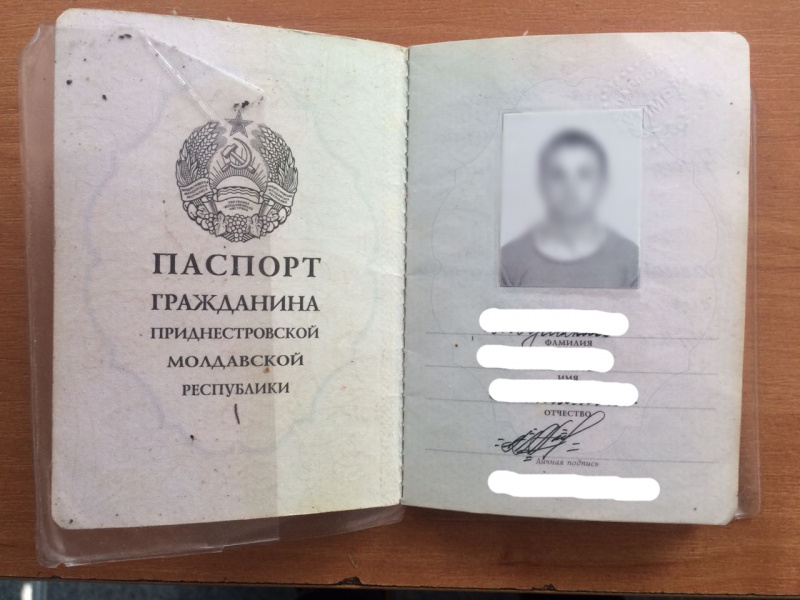 ПАСПОРТ
ГРАЖДАНИНА
ПРИДНЕСТРОВСКОЙ
МОЛДАВСКОЙ
РЕСПУБЛИКИ
ФАМИЛИЯ
ИМЯ
ОТЧЕСТВО
Личная подпись